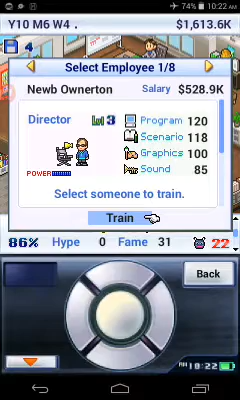 74% 10:22 AM
Y10 M6 W4 . $1,613.6K
4
Select Employee 1/8
Newb Ownerton Salary $528.9K
Director Lvl 3
Program 120
Scenario 118
Graphics 100
Sound 85
POWER
Select someone to train.
Train
86% Hype 0 Fame 31 22
Back
10:22